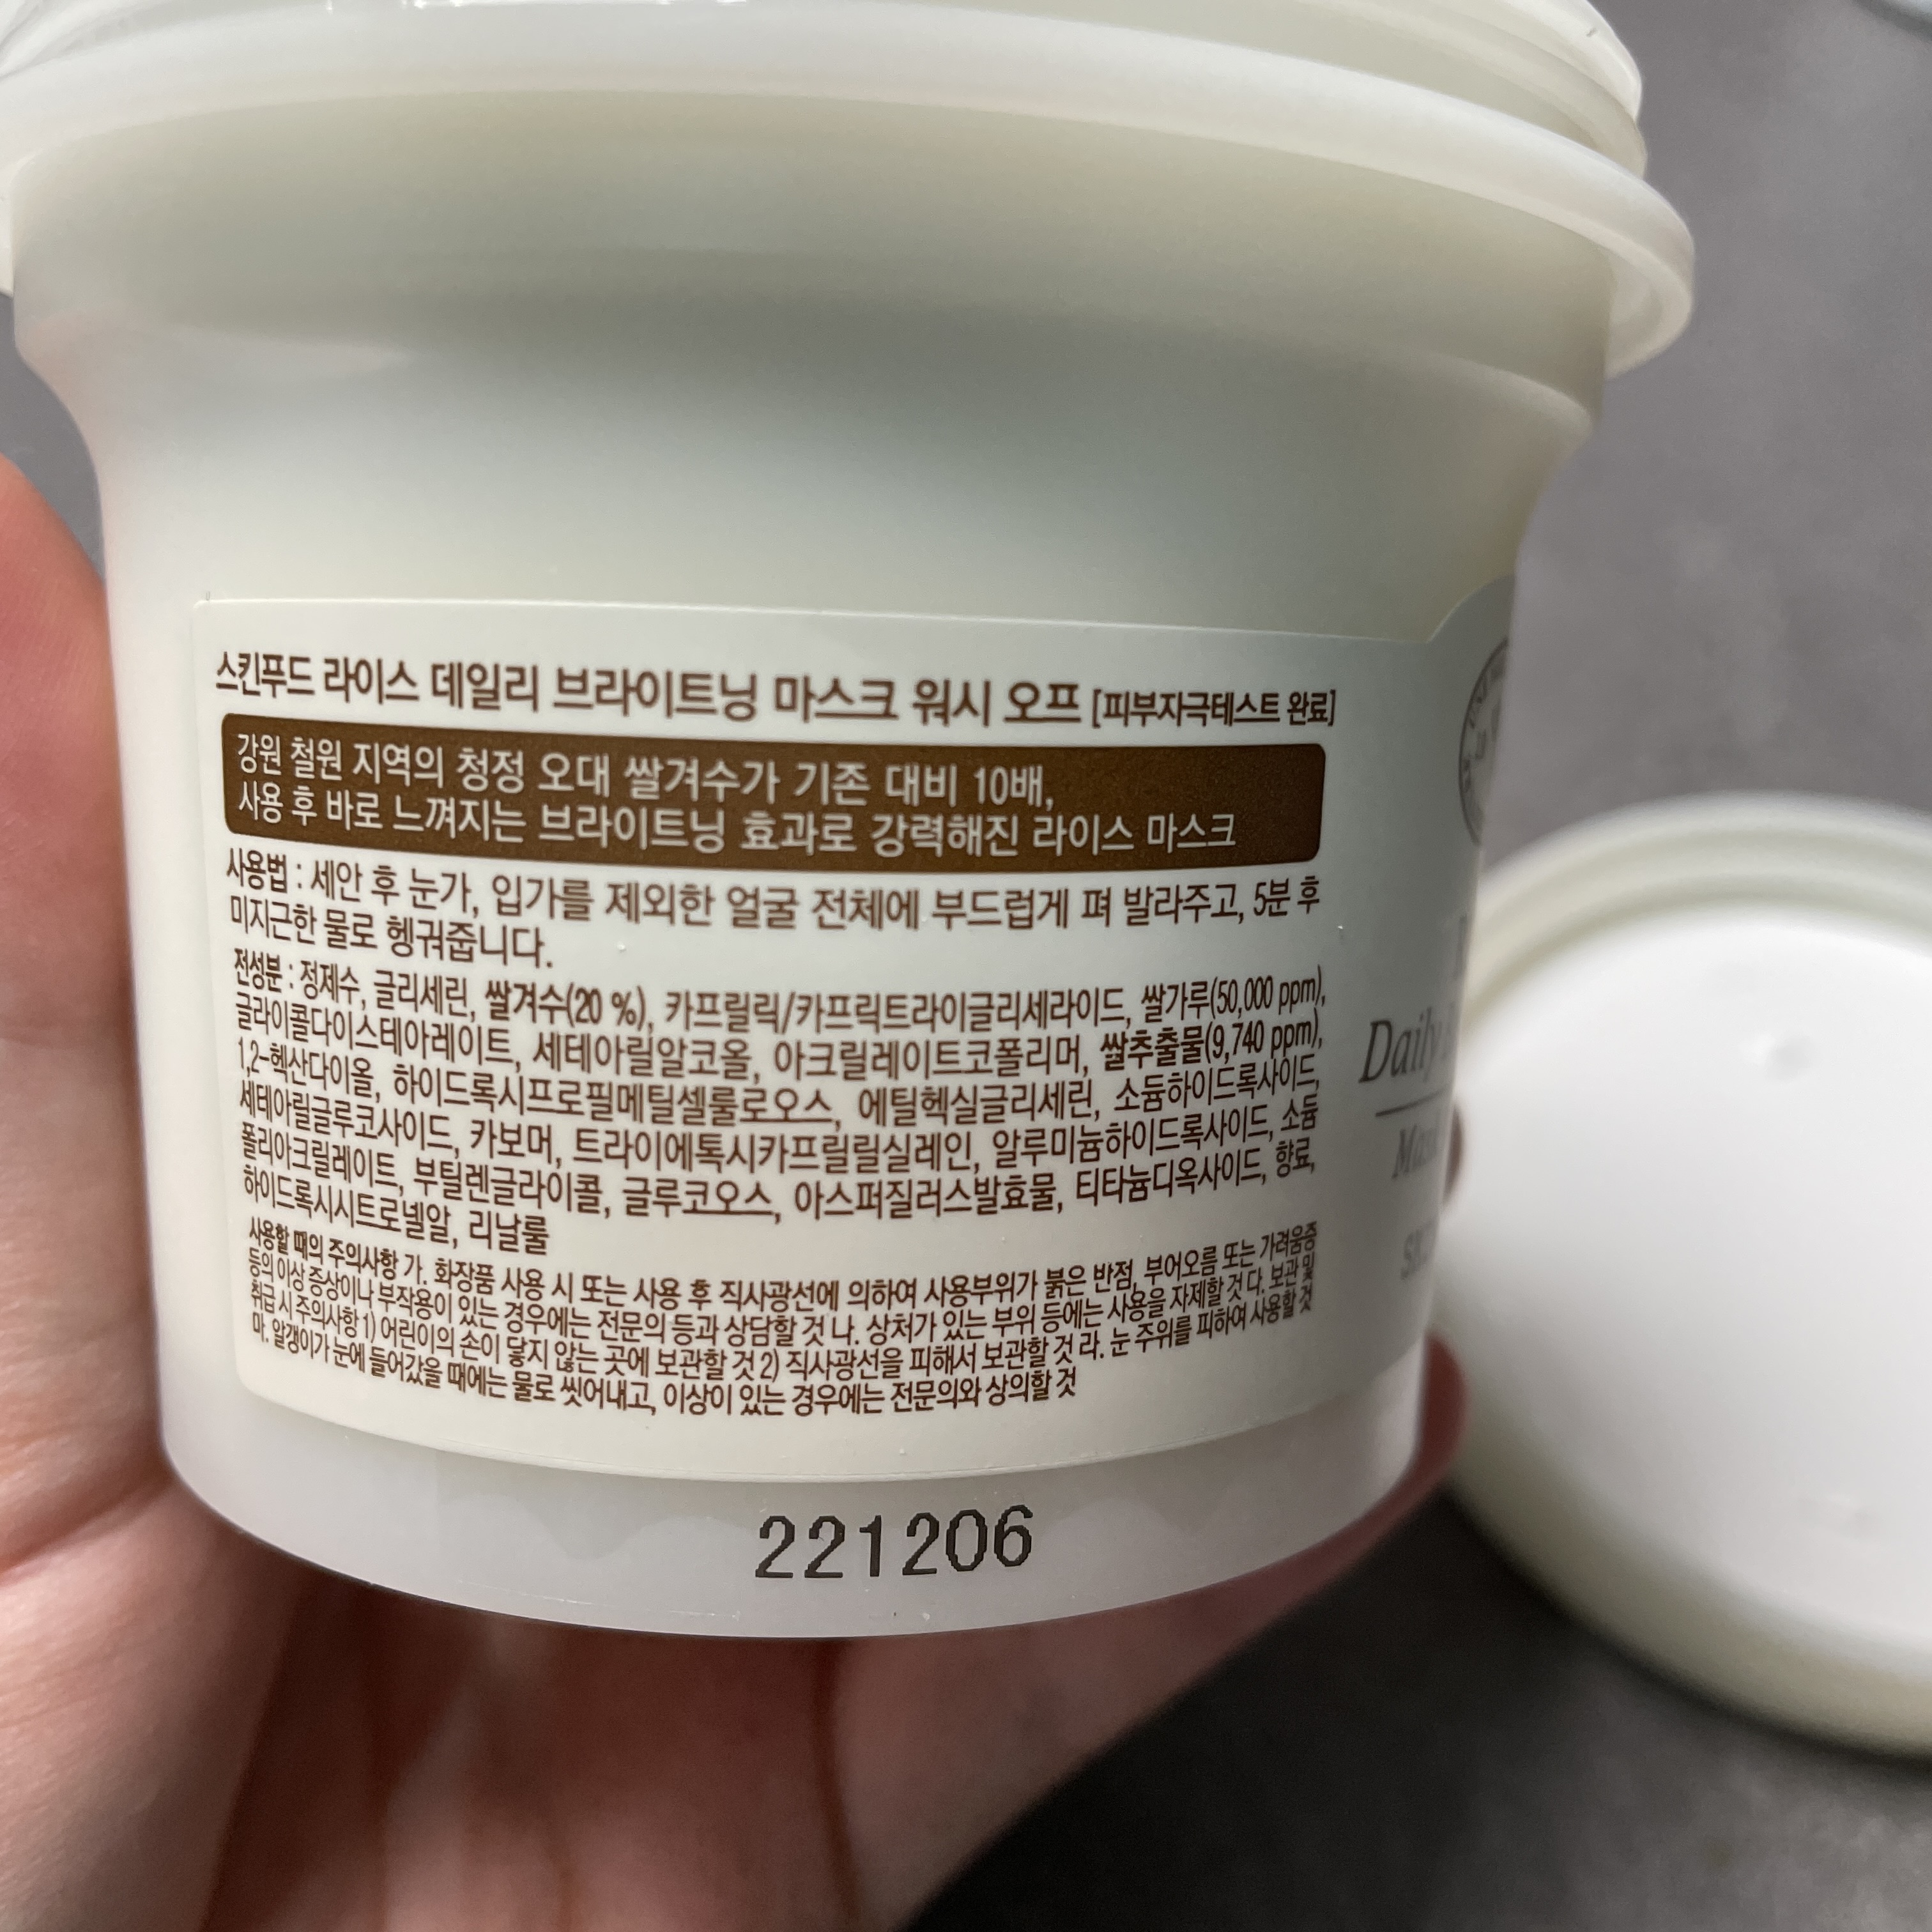 스킨푸드 라이스 데일리 브라이트닝 마스크 워시 오프 [피부자극테스트 완료]
강원 철원 지역의 청정 오대 쌀겨수가 기존 대비 10배,
사용 후 바로 느껴지는 브라이트닝 효과로 강력해진 라이스 마스크
사용법 : 세안 후 눈가, 입가를 제외한 얼굴 전체에 부드럽게 펴 발라주고, 5분 후
미지근한 물로 헹궈줍니다.
전성분 : 정제수, 글리세린, 쌀겨수(20 %), 카프릴릭/카프릭트라이글리세라이드, 쌀가루(50,000 ppm),
글라이콜다이스테아레이트, 세테아릴알코올, 아크릴레이트코폴리머, 쌀추출물(9,740 ppm),
1,2-헥산다이올, 하이드록시프로필메틸셀룰로오스, 에틸헥실글리세린, 소듐하이드록사이드,
세테아릴글루코사이드, 카보머, 트라이에톡시카프릴릴실레인, 알루미늄하이드록사이드, 소듐
폴리아크릴레이트, 부틸렌글라이콜, 글루코오스, 아스퍼질러스발효물, 티타늄디옥사이드, 향료,
하이드록시시트로넬알, 리날룰
사용할 때의 주의사항 가. 화장품 사용 시 또는 사용 후 직사광선에 의하여 사용부위가 붉은 반점, 부어오름 또는 가려움증
등의 이상 증상이나 부작용이 있는 경우에는 전문의 등과 상담할 것 나. 상처가 있는 부위 등에는 사용을 자제할 것 다. 보관 및
취급 시 주의사항 1) 어린이의 손이 닿지 않는 곳에 보관할 것 2) 직사광선을 피해서 보관할 것 라. 눈 주위를 피하여 사용할 것
마. 알갱이가 눈에 들어갔을 때에는 물로 씻어내고, 이상이 있는 경우에는 전문의와 상의할 것
221206
Daily